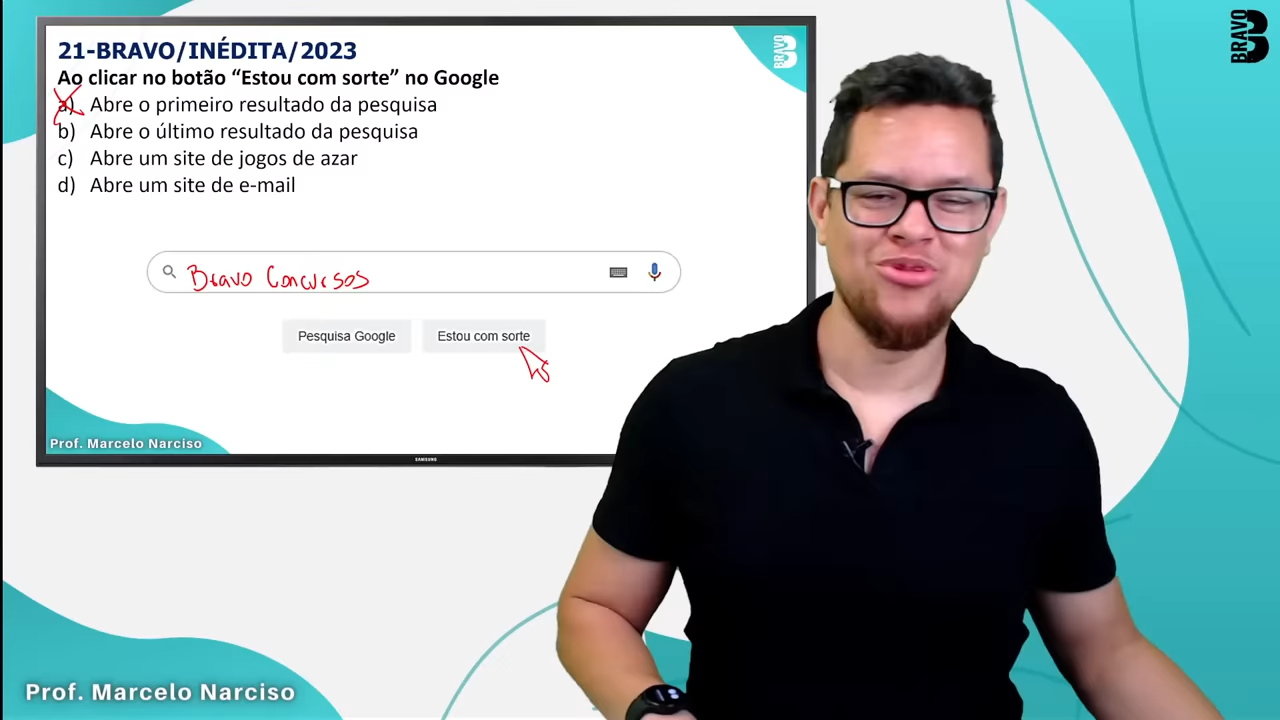 21-BRAVO/INÉDITA/2023
Ao clicar no botão “Estou com sorte” no Google
a) Abre o primeiro resultado da pesquisa
b) Abre o último resultado da pesquisa
c) Abre um site de jogos de azar
d) Abre um site de e-mail
Bravo Concursos
Pesquisa Google
Estou com sorte
Prof. Marcelo Narciso
SAMSUNG
BRAVO
BRAVO
Prof. Marcelo Narciso